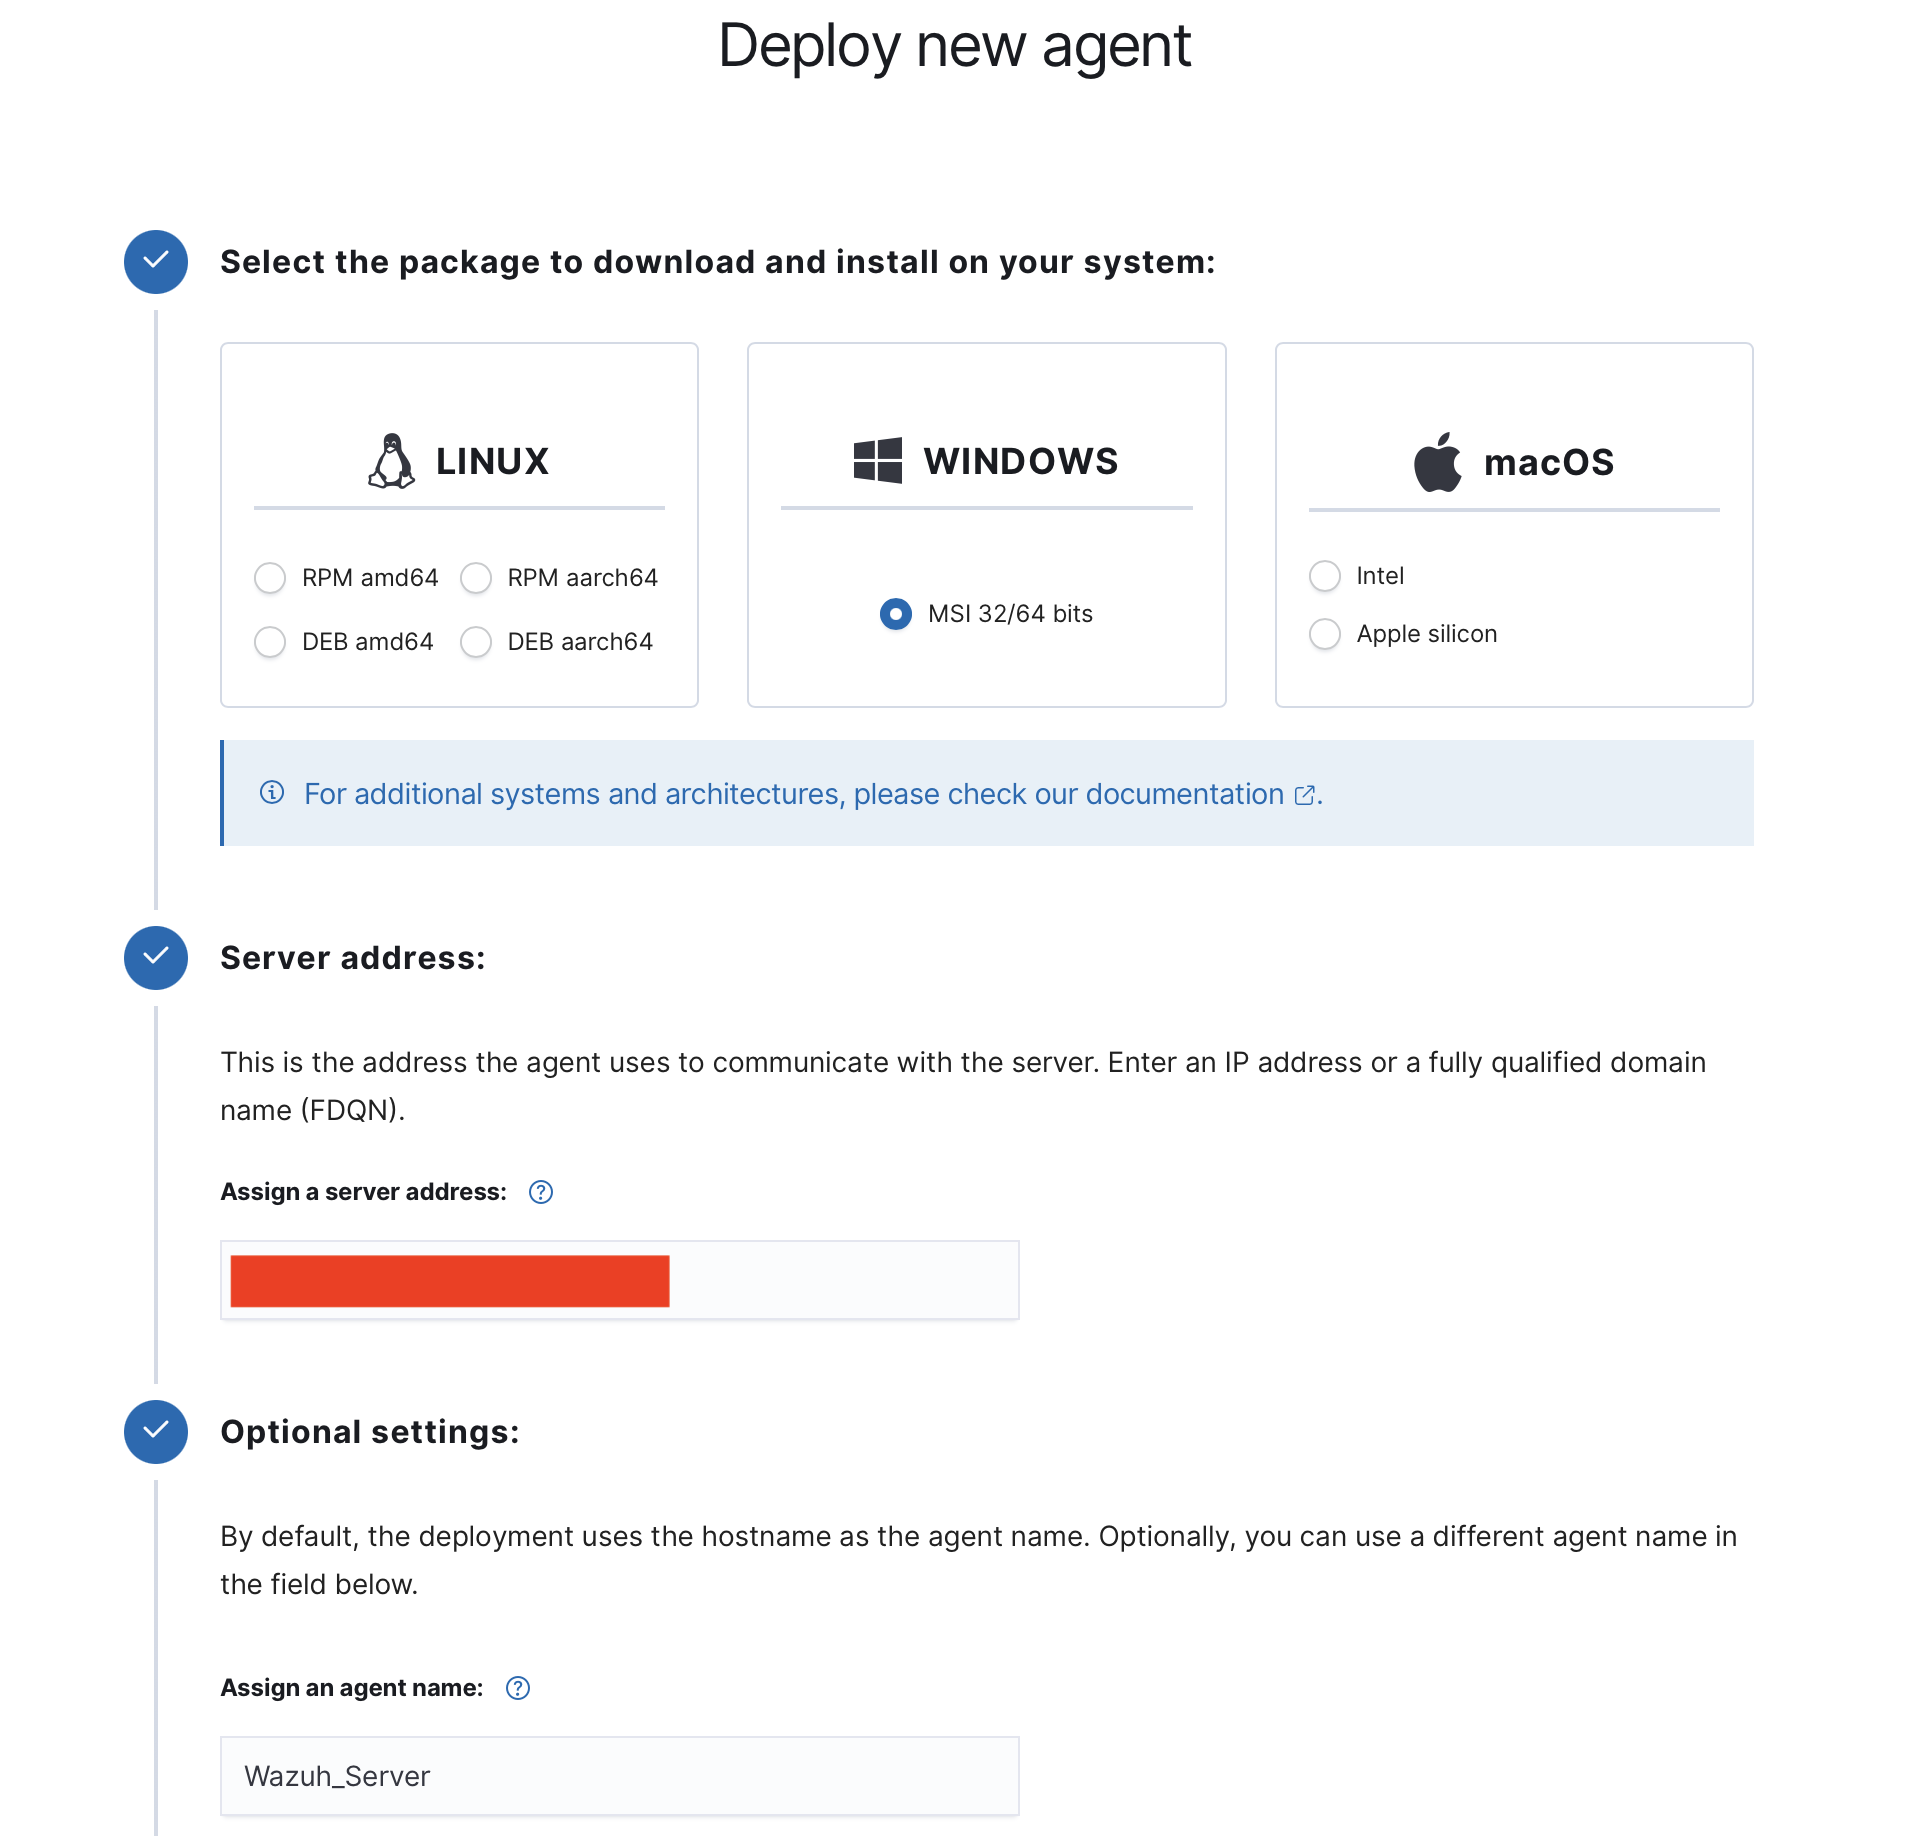 Deploy new agent
Select the package to download and install on your system:
LINUX
RPM amd64
RPM aarch64
DEB amd64
DEB aarch64
WINDOWS
MSI 32/64 bits
macOS
Intel
Apple silicon
For additional systems and architectures, please check our documentation .
Server address:
This is the address the agent uses to communicate with the server. Enter an IP address or a fully qualified domain
name (FDQN).
Assign a server address:
Optional settings:
By default, the deployment uses the hostname as the agent name. Optionally, you can use a different agent name in
the field below.
Assign an agent name:
Wazuh_Server